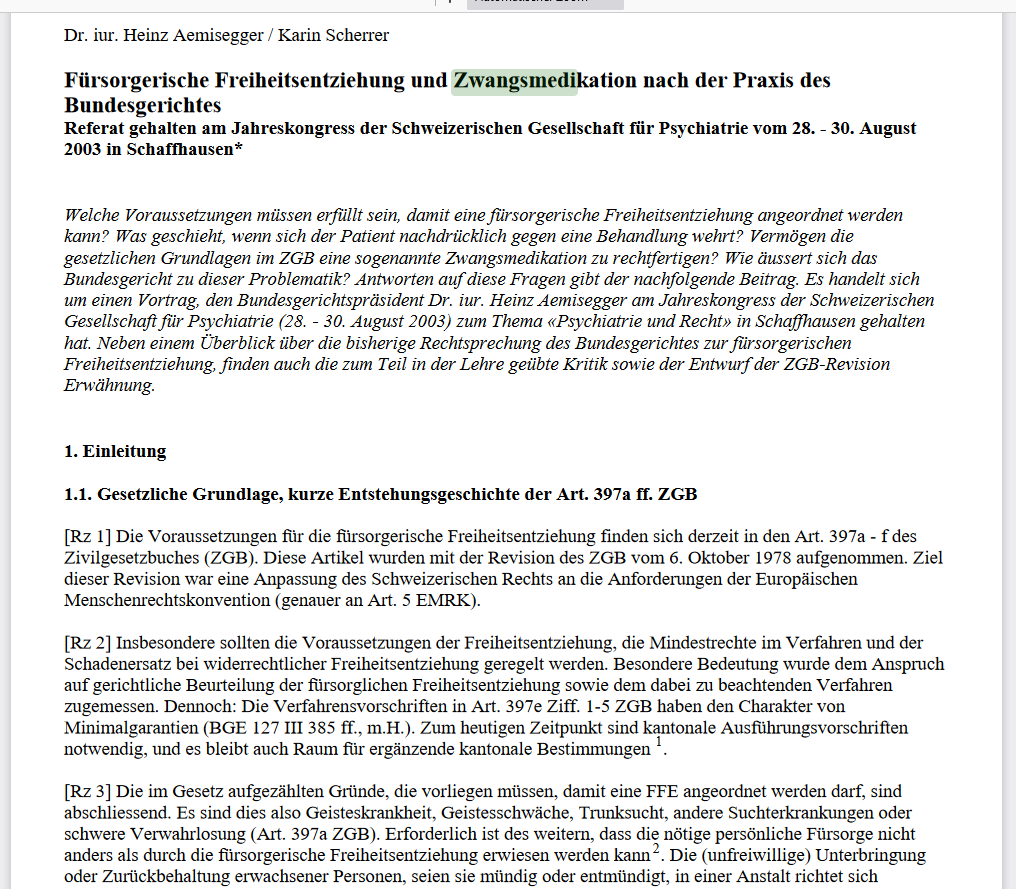 Dr. iur. Heinz Aemisegger / Karin Scherrer
Fürsorgerische Freiheitsentziehung und Zwangsmedikation nach der Praxis des
Bundesgerichtes
Referat gehalten am Jahreskongress der Schweizerischen Gesellschaft für Psychiatrie vom 28. - 30. August
2003 in Schaffhausen*
Welche Voraussetzungen müssen erfüllt sein, damit eine fürsorgerische Freiheitsentziehung angeordnet werden
kann? Was geschieht, wenn sich der Patient nachdrücklich gegen eine Behandlung wehrt? Vermögen die
gesetzlichen Grundlagen im ZGB eine sogenannte Zwangsmedikation zu rechtfertigen? Wie äussert sich das
Bundesgericht zu dieser Problematik? Antworten auf diese Fragen gibt der nachfolgende Beitrag. Es handelt sich
um einen Vortrag, den Bundesgerichtspräsident Dr. iur. Heinz Aemisegger am Jahreskongress der Schweizerischen
Gesellschaft für Psychiatrie (28. - 30. August 2003) zum Thema «Psychiatrie und Recht» in Schaffhausen gehalten
hat. Neben einem Überblick über die bisherige Rechtsprechung des Bundesgerichtes zur fürsorgerischen
Freiheitsentziehung, finden auch die zum Teil in der Lehre geübte Kritik sowie der Entwurf der ZGB-Revision
Erwähnung.
1. Einleitung
1.1. Gesetzliche Grundlage, kurze Entstehungsgeschichte der Art. 397a ff. ZGB
[Rz 1] Die Voraussetzungen für die fürsorgerische Freiheitsentziehung finden sich derzeit in den Art. 397a - f des
Zivilgesetzbuches (ZGB). Diese Artikel wurden mit der Revision des ZGB vom 6. Oktober 1978 aufgenommen. Ziel
dieser Revision war eine Anpassung des Schweizerischen Rechts an die Anforderungen der Europäischen
Menschenrechtskonvention (genauer an Art. 5 EMRK).
[Rz 2] Insbesondere sollten die Voraussetzungen der Freiheitsentziehung, die Mindestrechte im Verfahren und der
Schadenersatz bei widerrechtlicher Freiheitsentziehung geregelt werden. Besondere Bedeutung wurde dem Anspruch
auf gerichtliche Beurteilung der fürsorglichen Freiheitsentziehung sowie dem dabei zu beachtenden Verfahren
zugemessen. Dennoch: Die Verfahrensvorschriften in Art. 397e Ziff. 1-5 ZGB haben den Charakter von
Minimalgarantien (BGE 127 III 385 ff., m.H.). Zum heutigen Zeitpunkt sind kantonale Ausführungsvorschriften
notwendig, und es bleibt auch Raum für ergänzende kantonale Bestimmungen 1.
[Rz 3] Die im Gesetz aufgezählten Gründe, die vorliegen müssen, damit eine FFE angeordnet werden darf, sind
abschliessend. Es sind dies also Geisteskrankheit, Geistesschwäche, Trunksucht, andere Suchterkrankungen oder
schwere Verwahrlosung (Art. 397a ZGB). Erforderlich ist des weitern, dass die nötige persönliche Fürsorge nicht
anders als durch die fürsorgerische Freiheitsentziehung erwiesen werden kann 2. Die (unfreiwillige) Unterbringung
oder Zurückbehaltung erwachsener Personen, seien sie mündig oder entmündigt, in einer Anstalt richtet sich